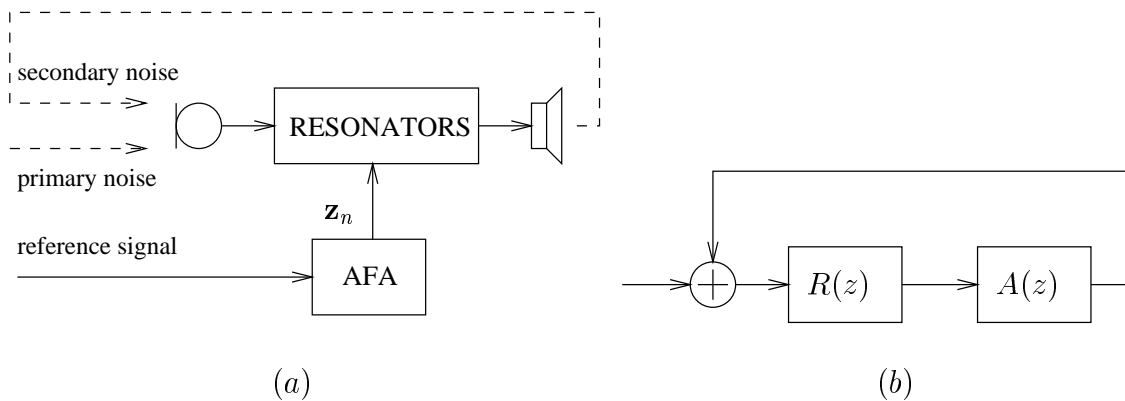 secondary noise
RESONATORS
primary noise
z_n
reference signal
AFA
R(z)
A(z)
(a)
(b)